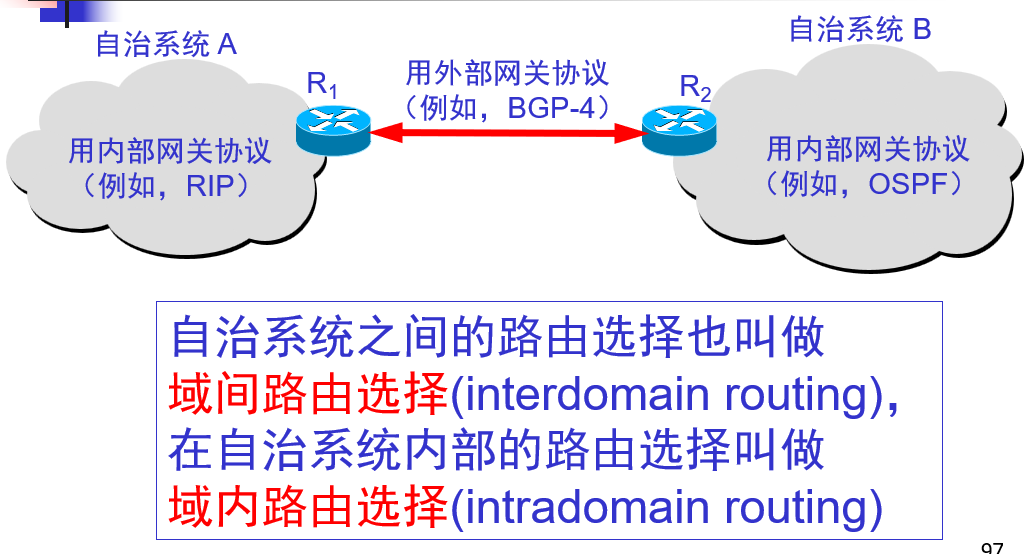 自治系统 A
自治系统 B
R1
用外部网关协议
（例如，BGP-4）
R2
用内部网关协议
（例如，RIP）
用内部网关协议
（例如，OSPF）
自治系统之间的路由选择也叫做
域间路由选择(interdomain routing),
在自治系统内部的路由选择叫做
域内路由选择(intradomain routing)
97